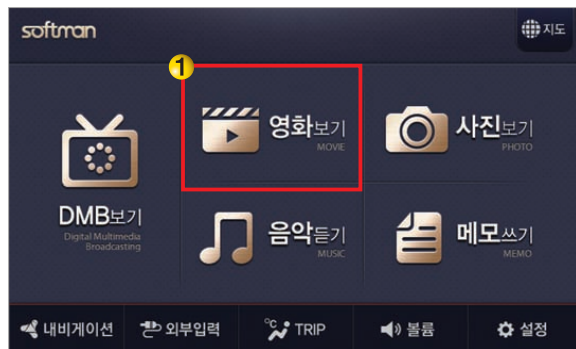 softman
지도
1
영화보기
MOVIE
사진보기
PHOTO
DMB보기
Digital Multimedia
Broadcasting
음악듣기
MUSIC
메모쓰기
MEMO
내비게이션
외부입력
°C TRIP
볼륨
설정